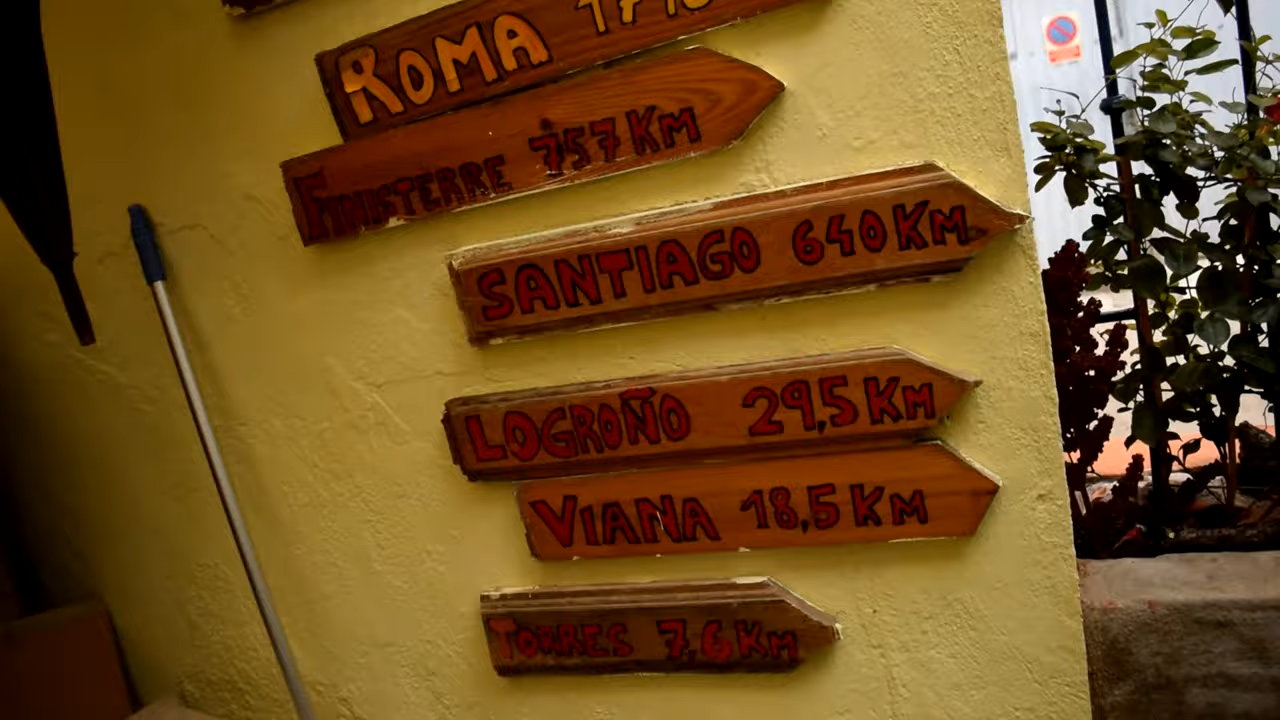 ROMA
FINISTERRE 757 KM
SANTIAGO 640 KM
LOGROÑO 29,5 KM
VIANA 18,5 KM
TORRES 7,6 KM